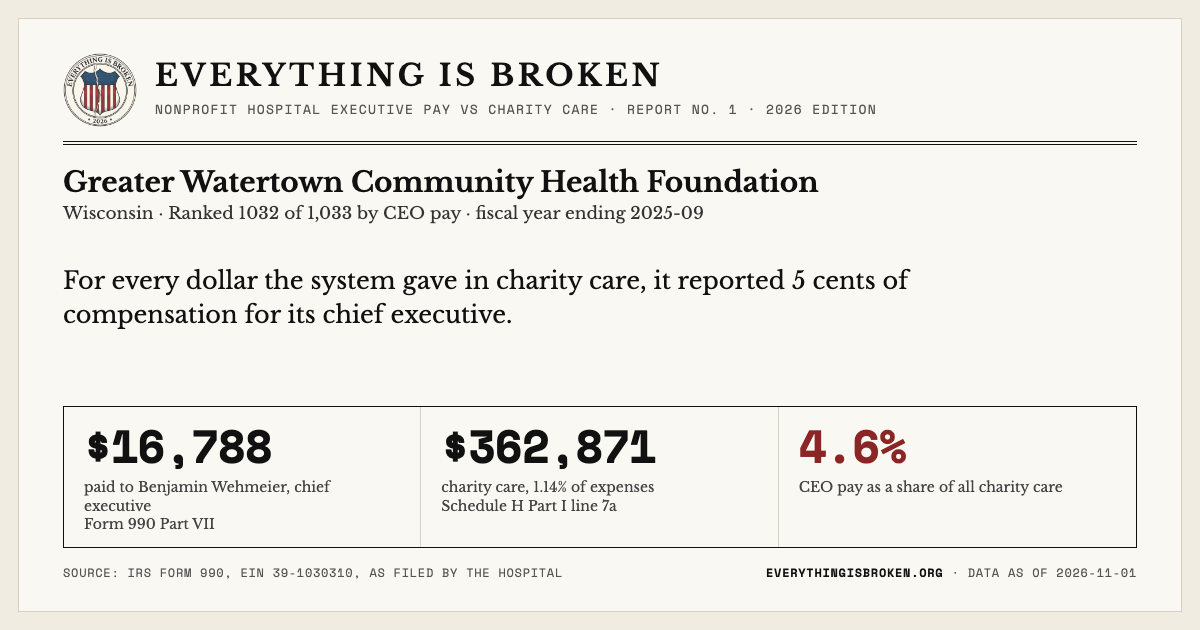 EVERYTHING IS BROKEN
2026
EVERYTHING IS BROKEN
NONPROFIT HOSPITAL EXECUTIVE PAY VS CHARITY CARE · REPORT NO. 1 · 2026 EDITION
Greater Watertown Community Health Foundation
Wisconsin · Ranked 1032 of 1,033 by CEO pay · fiscal year ending 2025-09
For every dollar the system gave in charity care, it reported 5 cents of
compensation for its chief executive.
$16,788
paid to Benjamin Wehmeier, chief
executive
Form 990 Part VII
$362,871
charity care, 1.14% of expenses
Schedule H Part I line 7a
4.6%
CEO pay as a share of all charity care
SOURCE: IRS FORM 990, EIN 39-1030310, AS FILED BY THE HOSPITAL
EVERYTHINGISBROKEN.ORG · DATA AS OF 2026-11-01